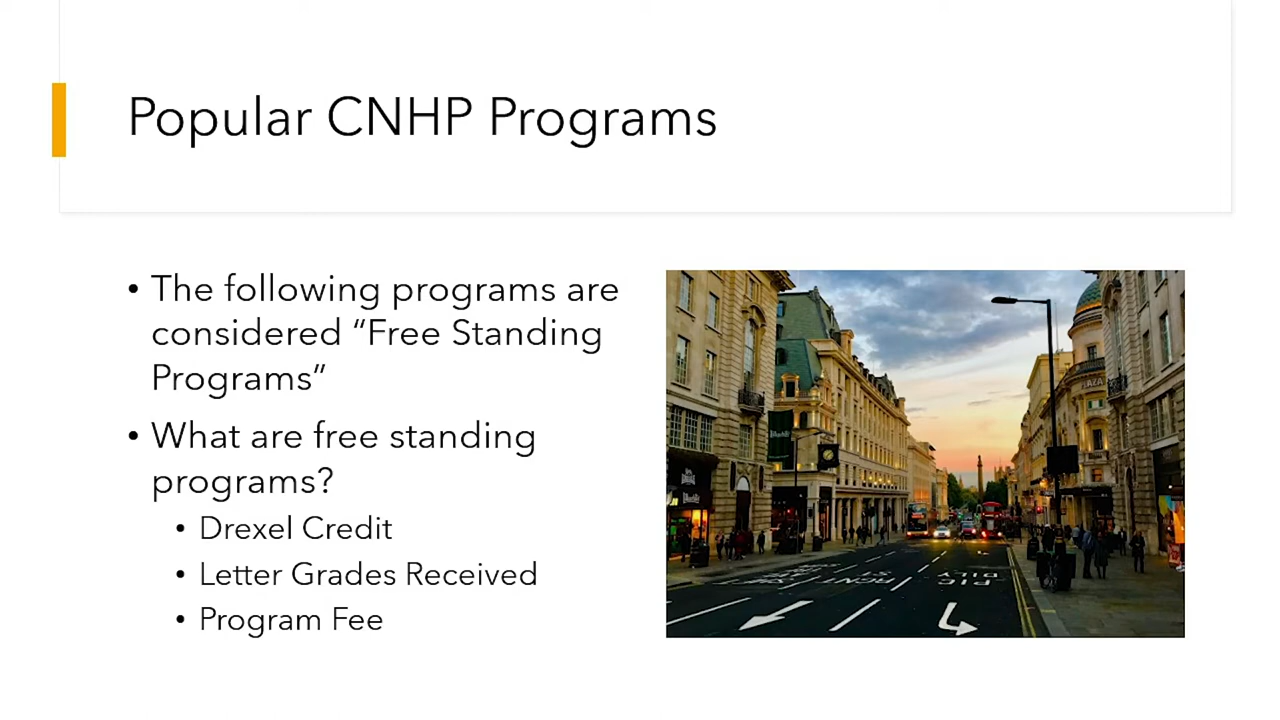 Popular CNHP Programs
• The following programs are
considered “Free Standing
Programs”
• What are free standing
programs?
• Drexel Credit
• Letter Grades Received
• Program Fee